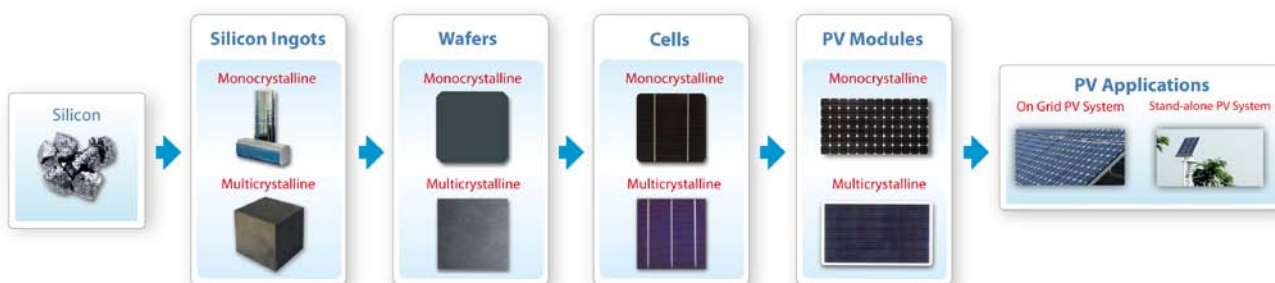 Silicon
Silicon Ingots
Monocrystalline
Multicrystalline
Wafers
Monocrystalline
Multicrystalline
Cells
Monocrystalline
Multicrystalline
PV Modules
Monocrystalline
Multicrystalline
PV Applications
On Grid PV System
Stand-alone PV System